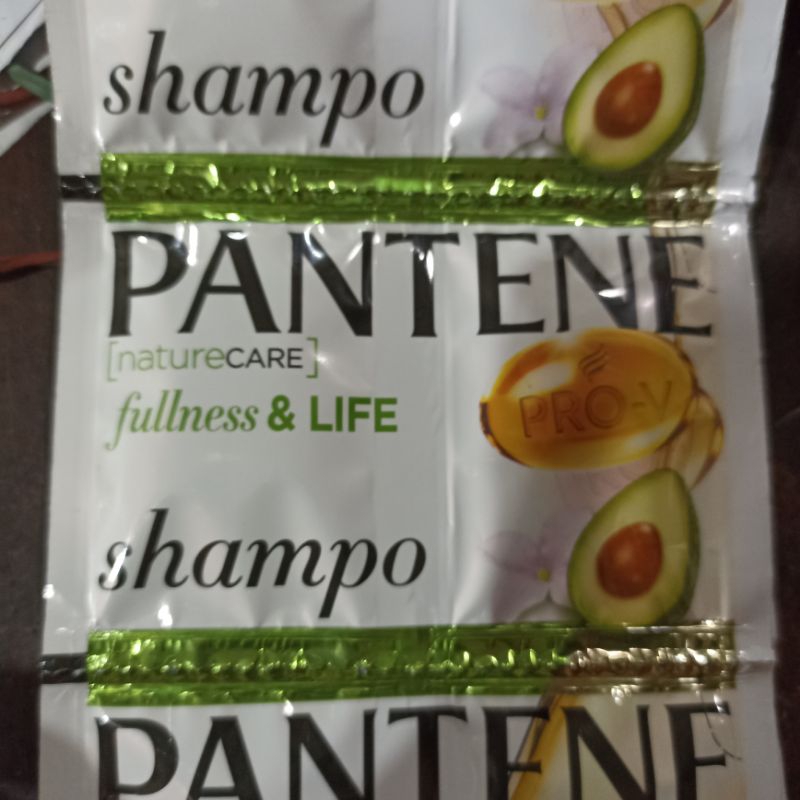 shampo
PANTENE
[natureCARE]
fullness & LIFE
PRO-V
shampo
PANTENE